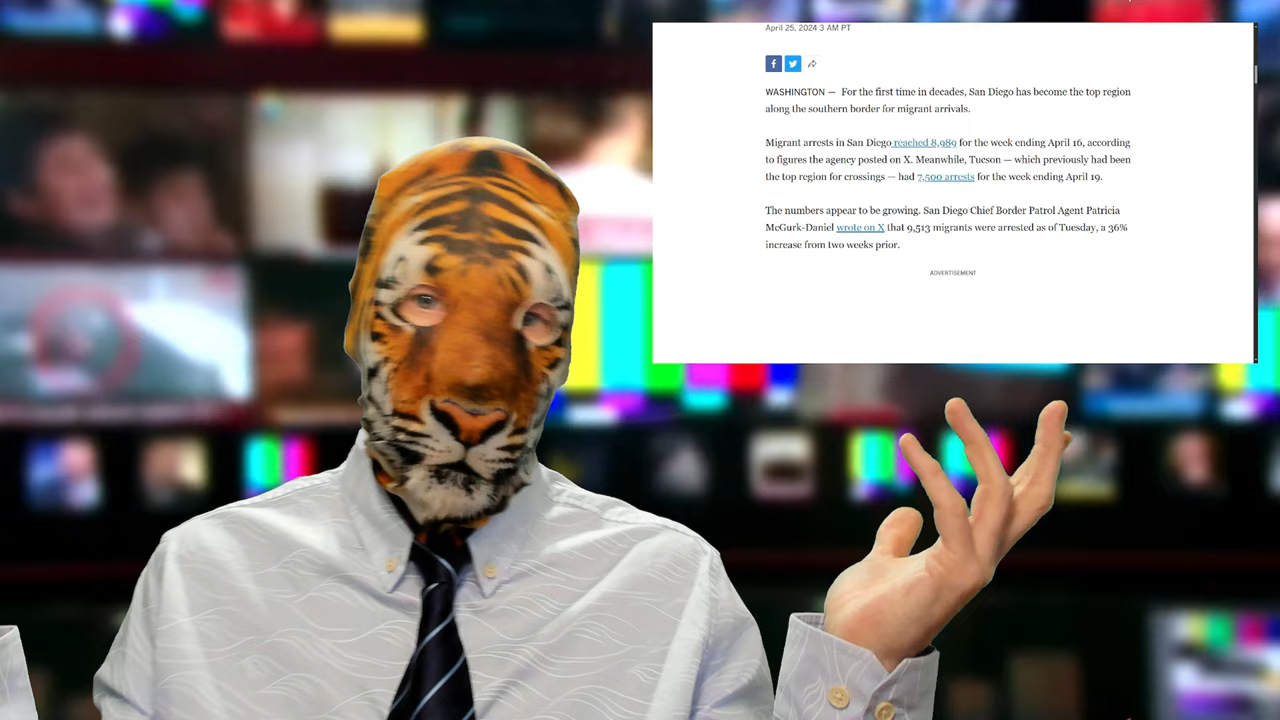 April 25, 2024 3 AM PT
WASHINGTON — For the first time in decades, San Diego has become the top region
along the southern border for migrant arrivals.
Migrant arrests in San Diego reached 8,989 for the week ending April 16, according
to figures the agency posted on X. Meanwhile, Tucson — which previously had been
the top region for crossings — had 7,500 arrests for the week ending April 19.
The numbers appear to be growing. San Diego Chief Border Patrol Agent Patricia
McGurk-Daniel wrote on X that 9,513 migrants were arrested as of Tuesday, a 36%
increase from two weeks prior.
ADVERTISEMENT